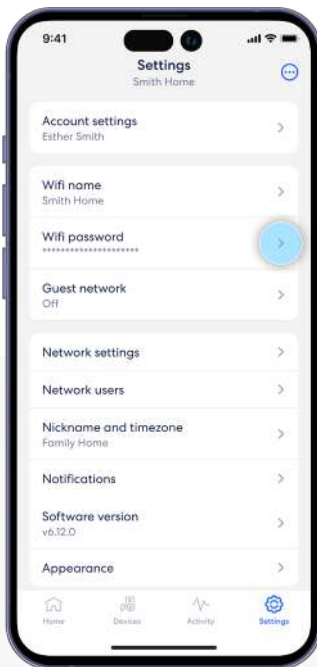 9:41
Settings
Smith Home
Account settings
Esther Smith
Wifi name
Smith Home
Wifi password
*********************
Guest network
Off
Network settings
Network users
Nickname and timezone
Family Home
Notifications
Software version
v6.12.0
Appearance
Home Devices Activity Settings